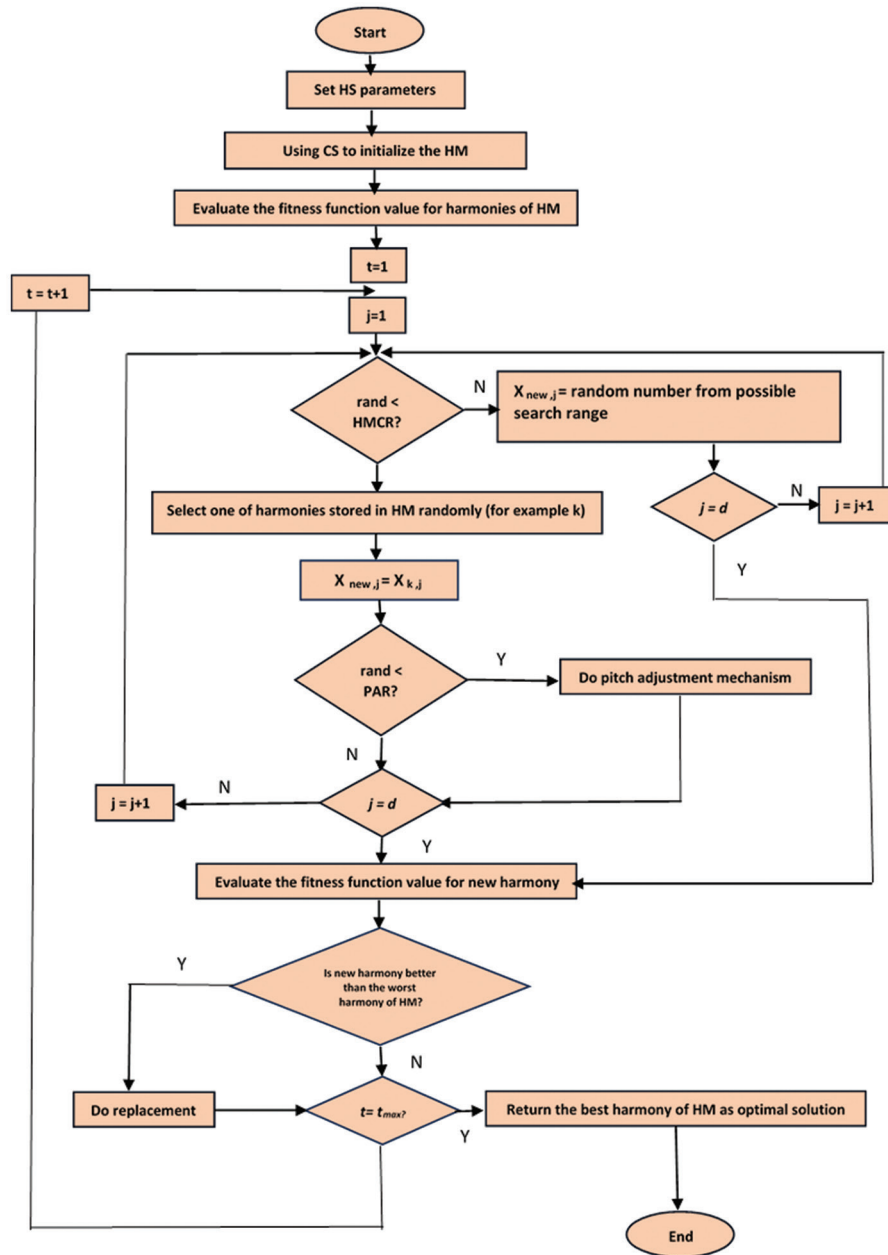 Start
Set HS parameters
Using CS to initialize the HM
Evaluate the fitness function value for harmonies of HM
t=1
t = t+1
j=1
rand <
HMCR?
N
X new ,j = random number from possible
search range
Select one of harmonies stored in HM randomly (for example k)
j = d
N
j = j+1
Y
X new ,j = X k ,j
rand <
PAR?
Y
Do pitch adjustment mechanism
N
j = d
N
j = j+1
Y
Evaluate the fitness function value for new harmony
Is new harmony better
than the worst
harmony of HM?
Y
N
Do replacement
t= tmax?
Y
Return the best harmony of HM as optimal solution
End